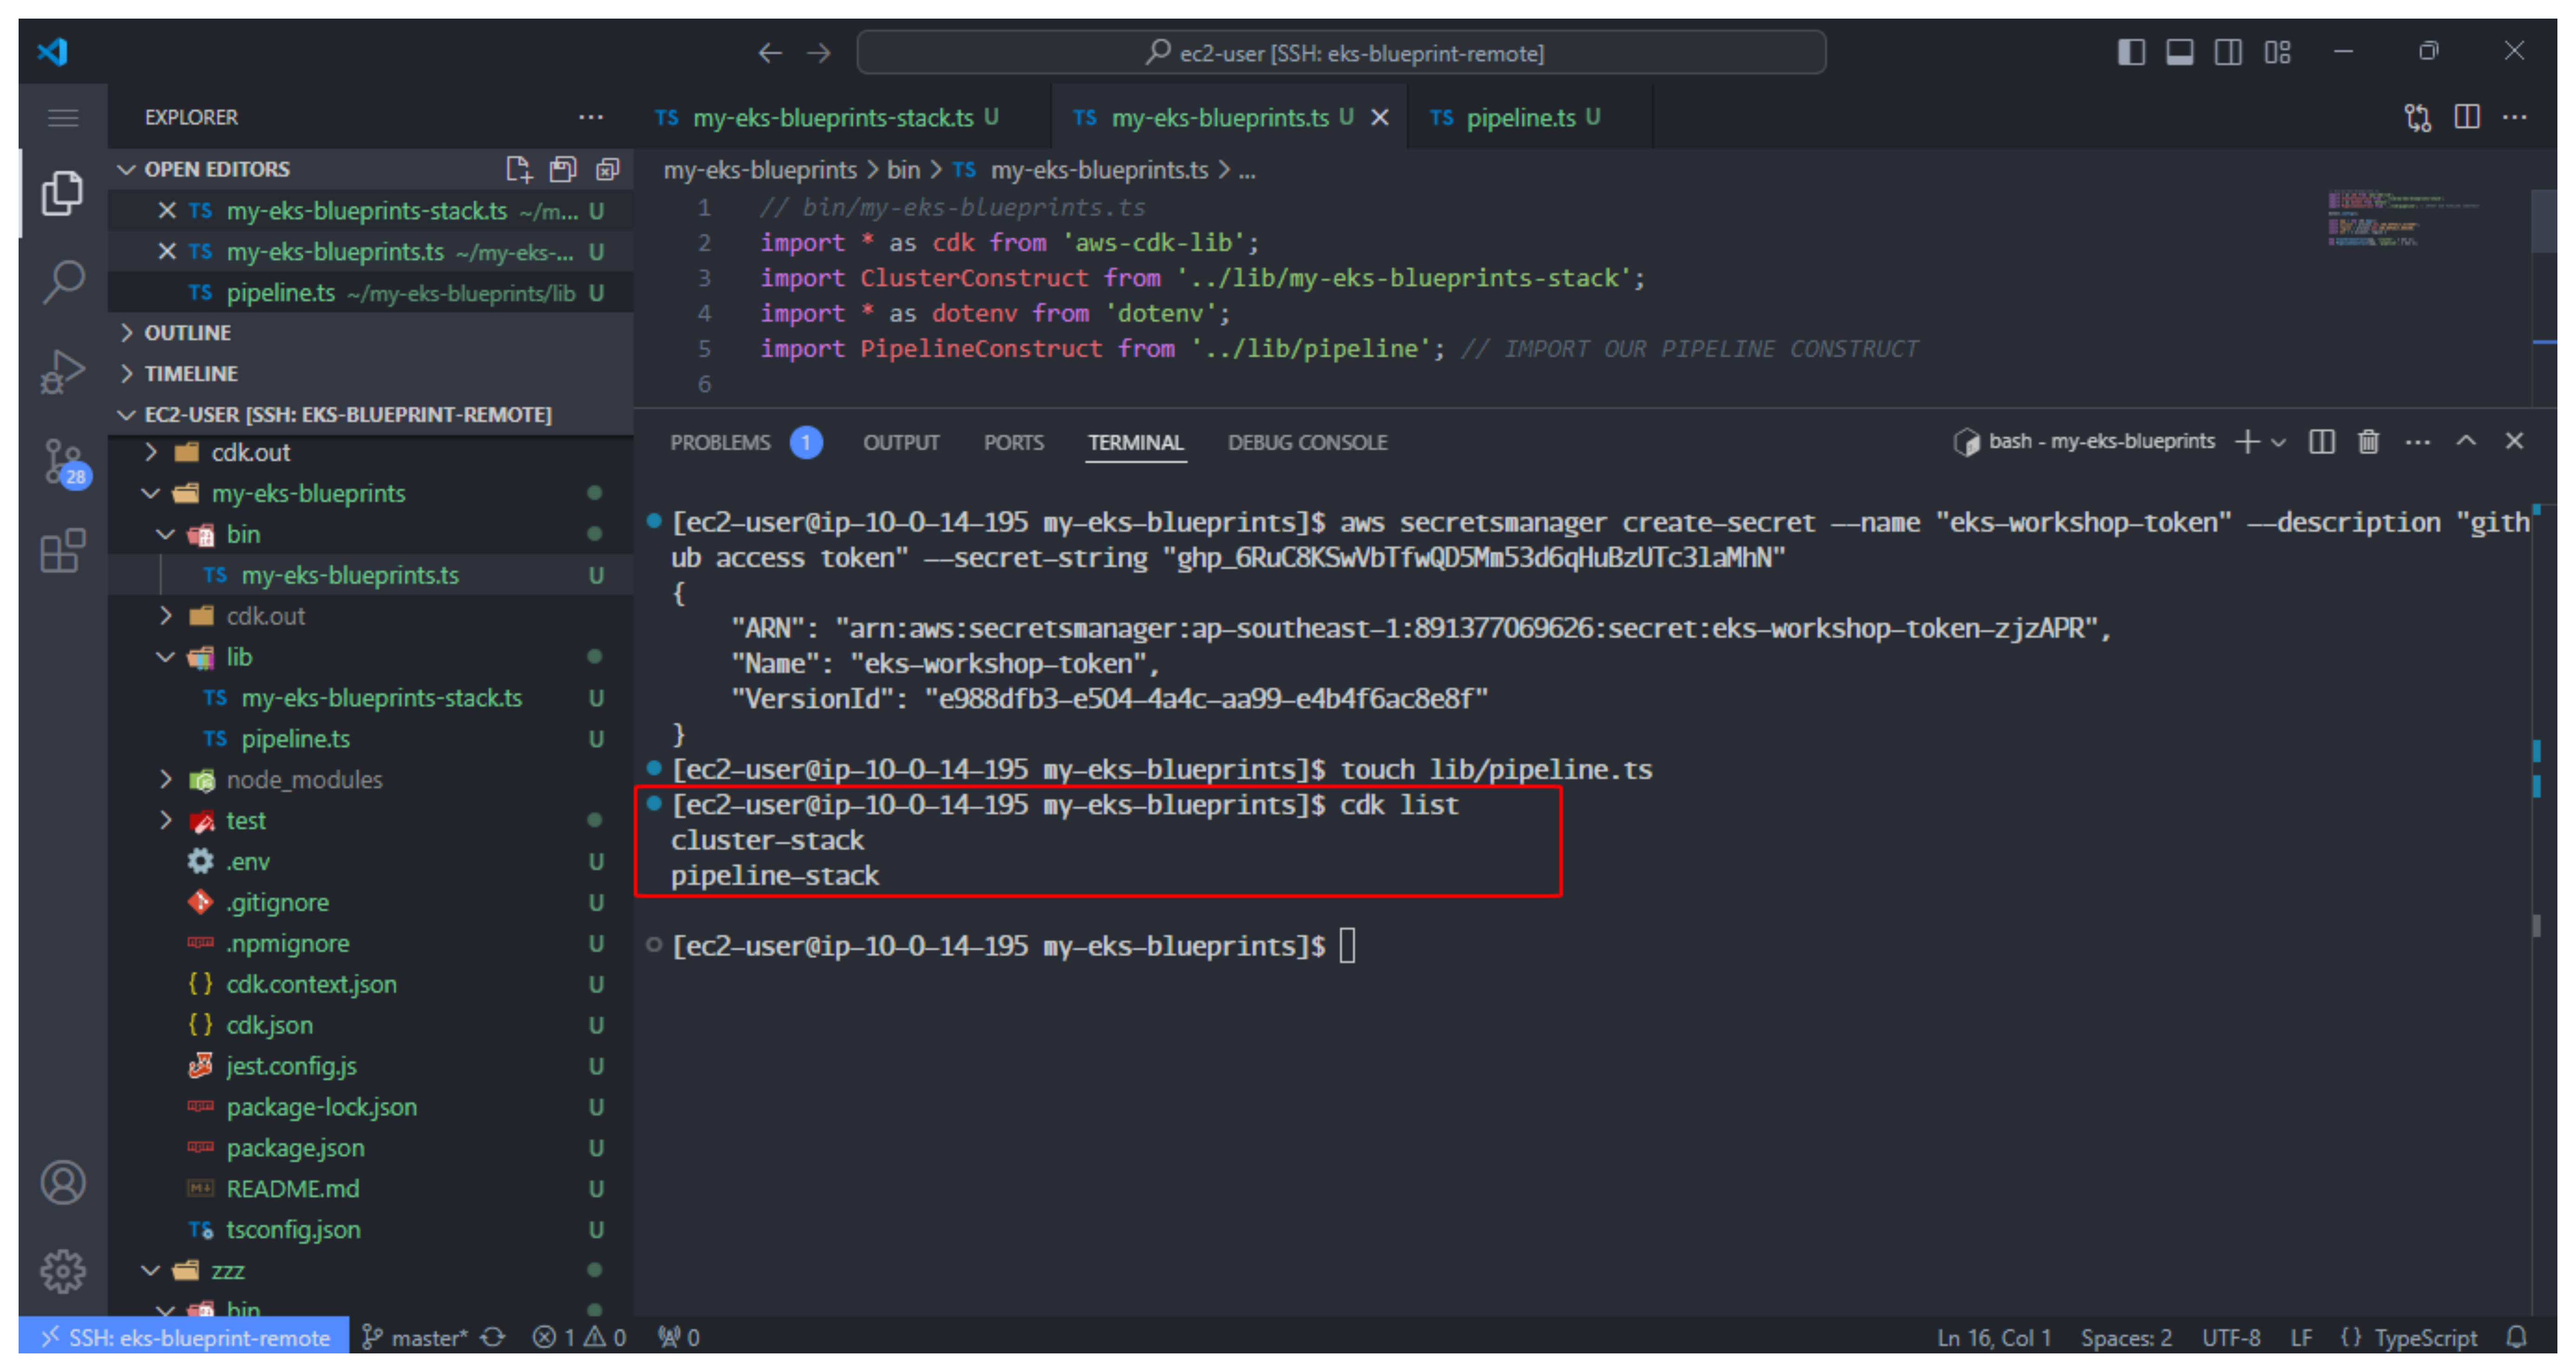 ec2-user [SSH: eks-blueprint-remote]
EXPLORER
TS my-eks-blueprints-stack.ts U
TS my-eks-blueprints.ts U
TS pipeline.ts U
OPEN EDITORS
TS my-eks-blueprints-stack.ts ~/m... U
TS my-eks-blueprints.ts ~/my-eks-... U
TS pipeline.ts ~/my-eks-blueprints/lib U
OUTLINE
TIMELINE
EC2-USER [SSH: EKS-BLUEPRINT-REMOTE]
cdk.out
my-eks-blueprints
bin
TS my-eks-blueprints.ts U
cdk.out
lib
TS my-eks-blueprints-stack.ts U
TS pipeline.ts U
node_modules
test
.env U
.gitignore U
.npmignore U
{ } cdk.context.json U
{ } cdk.json U
jest.config.js U
package-lock.json U
package.json U
README.md U
TS tsconfig.json U
zzz
bin
28
my-eks-blueprints > bin > TS my-eks-blueprints.ts > ...
1 // bin/my-eks-blueprints.ts
2 import * as cdk from 'aws-cdk-lib';
3 import ClusterConstruct from '../lib/my-eks-blueprints-stack';
4 import * as dotenv from 'dotenv';
5 import PipelineConstruct from '../lib/pipeline'; // IMPORT OUR PIPELINE CONSTRUCT
6
PROBLEMS 1 OUTPUT PORTS TERMINAL DEBUG CONSOLE
bash - my-eks-blueprints
[ec2-user@ip-10-0-14-195 my-eks-blueprints]$ aws secretsmanager create-secret --name "eks-workshop-token" --description "gith
ub access token" --secret-string "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"
{
"ARN": "arn:aws:secretsmanager:ap-southeast-1:891377069626:secret:eks-workshop-token-zjzAPR",
"Name": "eks-workshop-token",
"VersionId": "e988dfb3-e504-4a4c-aa99-e4b4f6ac8e8f"
}
[ec2-user@ip-10-0-14-195 my-eks-blueprints]$ touch lib/pipeline.ts
[ec2-user@ip-10-0-14-195 my-eks-blueprints]$ cdk list
cluster-stack
pipeline-stack
[ec2-user@ip-10-0-14-195 my-eks-blueprints]$
SSH: eks-blueprint-remote master* 1 0 0
Ln 16, Col 1 Spaces: 2 UTF-8 LF { } TypeScript